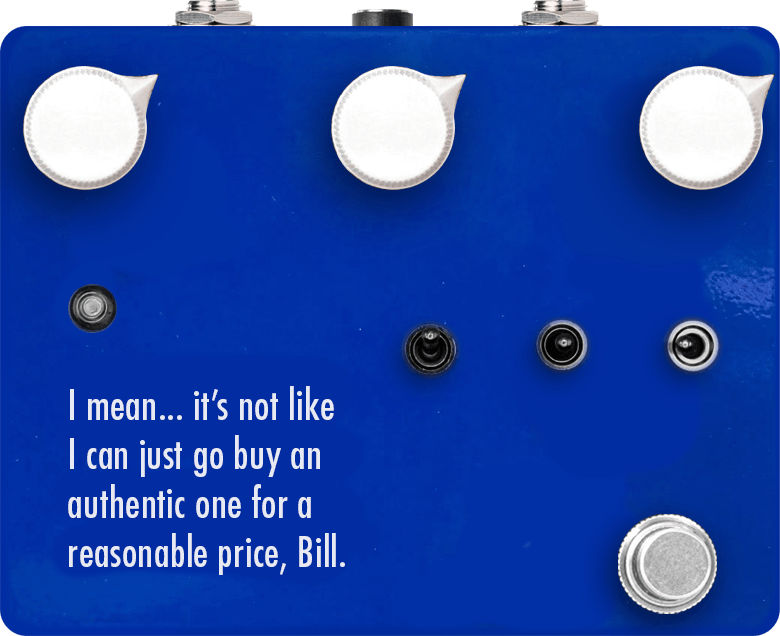 I mean... it’s not like
I can just go buy an
authentic one for a
reasonable price, Bill.